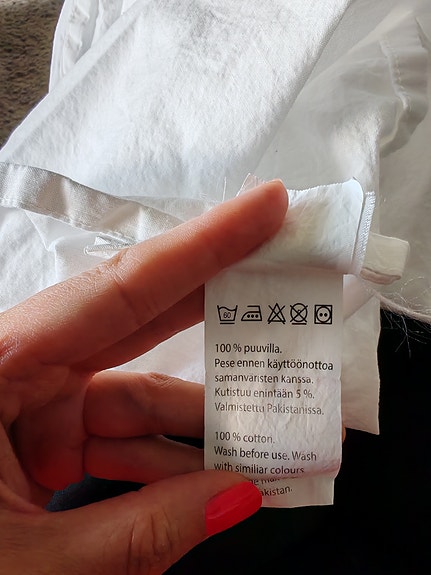 60
100 % puuvilla.
Pese ennen käyttöönottoa
samanväristen kanssa.
Kutistuu enintään 5 %.
Valmistettu Pakistanissa.
100 % cotton.
Wash before use. Wash
with similiar colours.